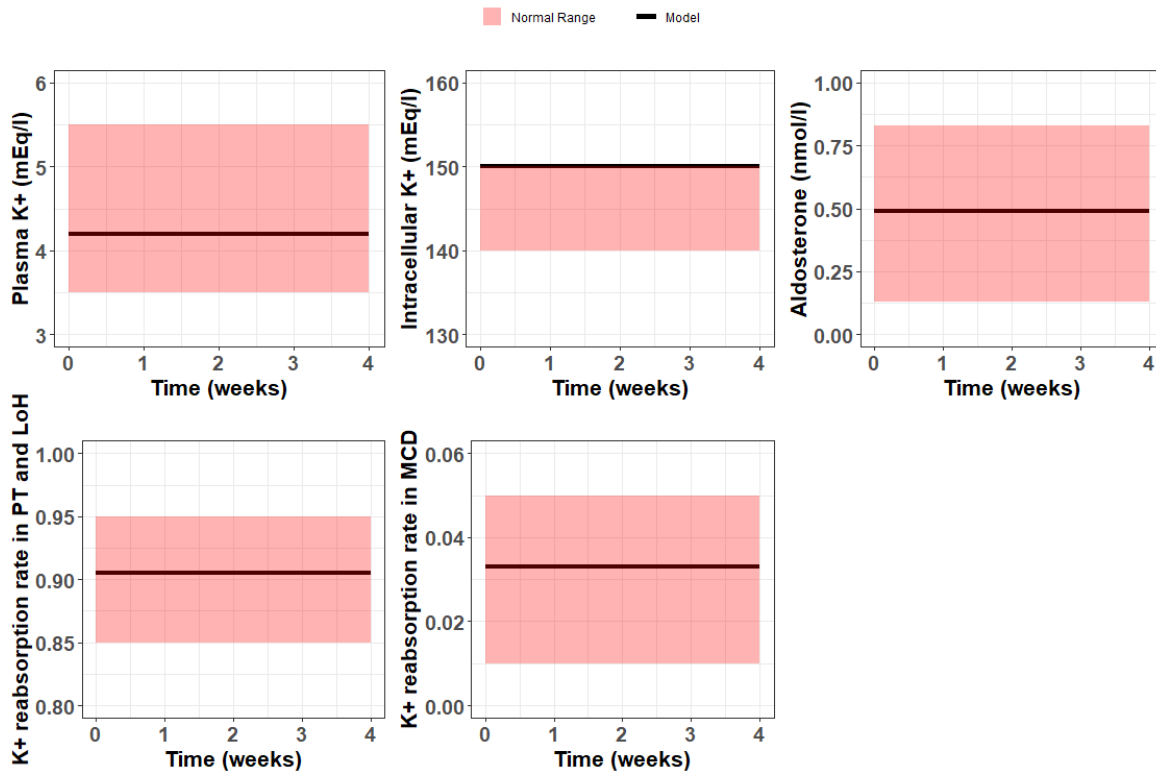 Normal Range
Model
Plasma K+ (mEq/l)
6
5
4
3
0 1 2 3 4
Time (weeks)
Intracellular K+ (mEq/l)
160
150
140
130
0 1 2 3 4
Time (weeks)
Aldosterone (nmol/l)
1.00
0.75
0.50
0.25
0.00
0 1 2 3 4
Time (weeks)
K+ reabsorption rate in PT and LoH
1.00
0.95
0.90
0.85
0.80
0 1 2 3 4
Time (weeks)
K+ reabsorption rate in MCD
0.06
0.04
0.02
0.00
0 1 2 3 4
Time (weeks)